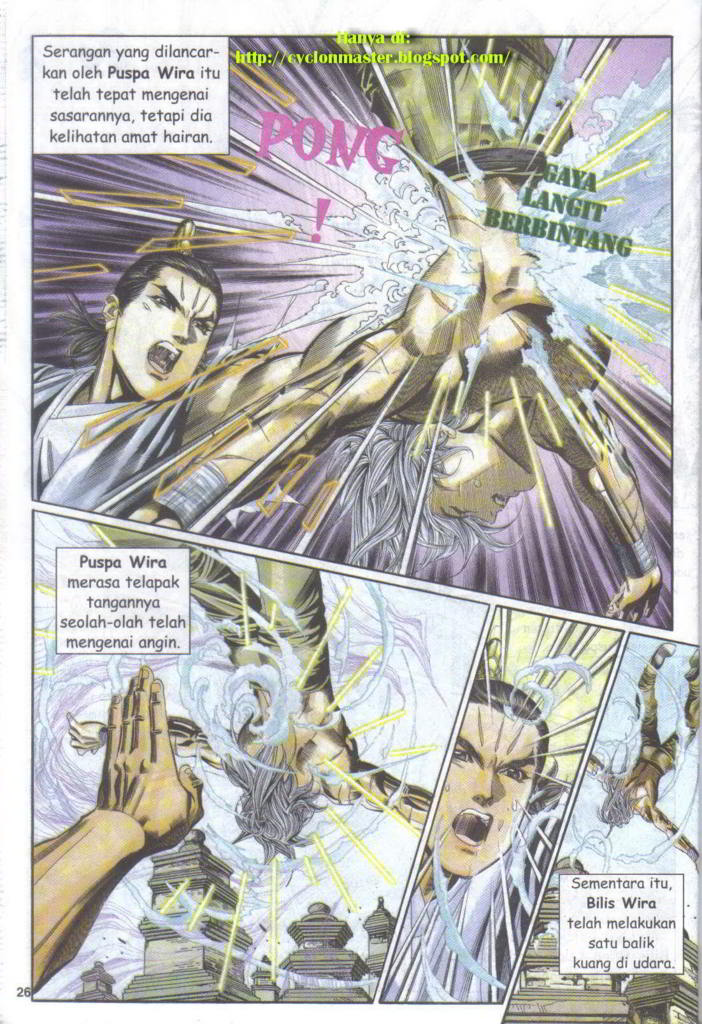 Hanya di:
http://cyclonmaster.blogspot.com/
Serangan yang dilancar-
kan oleh Puspa Wira itu
telah tepat mengenai
sasarannya, tetapi dia
kelihatan amat hairan.
PONG
!
GAYA
LANGIT
BERBINTANG
Puspa Wira
merasa telapak
tangannya
seolah-olah telah
mengenai angin.
Sementara itu,
Bilis Wira
telah melakukan
satu balik
kuang di udara.
26